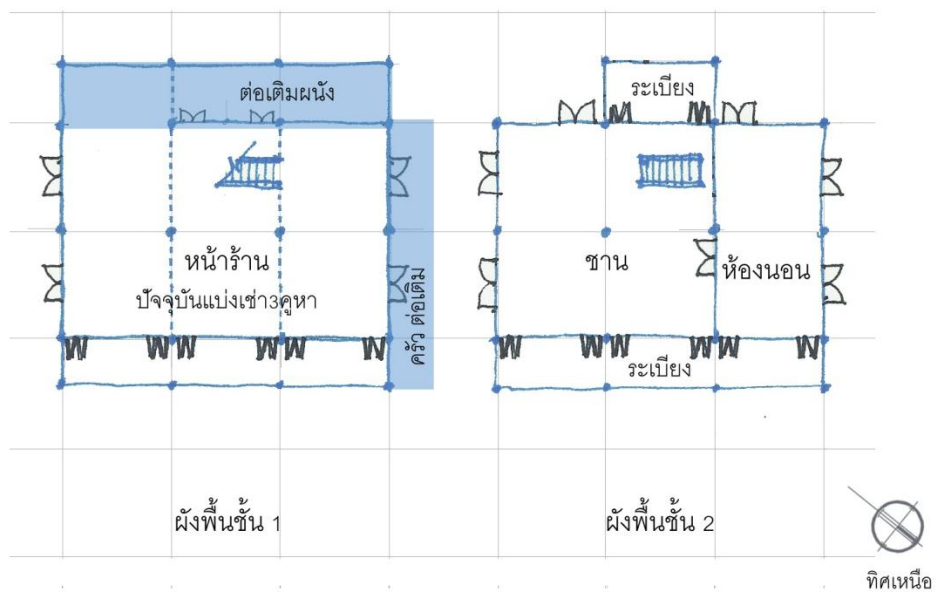 ต่อเติมผนัง
หน้าร้าน
ปัจจุบันแบ่งเช่า3คูหา
ครัว ต่อเติม
ผังพื้นชั้น 1
ระเบียง
ชาน
ห้องนอน
ระเบียง
ผังพื้นชั้น 2
ทิศเหนือ